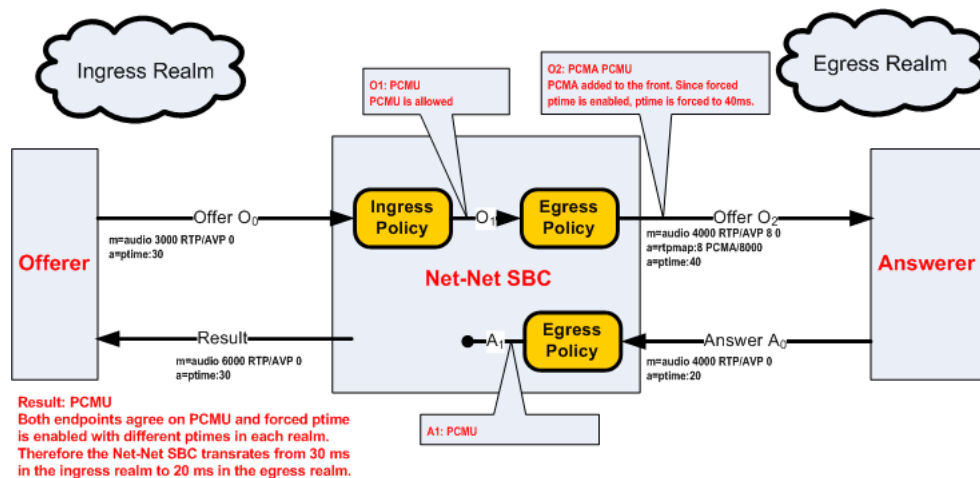 Ingress Realm
Egress Realm
O1: PCMU
PCMU is allowed
O2: PCMA PCMU
PCMA added to the front. Since forced
ptime is enabled, ptime is forced to 40ms.
Offerer
Offer O0
m=audio 3000 RTP/AVP 0
a=ptime:30
Ingress
Policy
O1
Egress
Policy
Offer O2
m=audio 4000 RTP/AVP 8 0
a=rtpmap:8 PCMA/8000
a=ptime:40
Answerer
Net-Net SBC
Result
m=audio 6000 RTP/AVP 0
a=ptime:30
A1
Egress
Policy
Answer A0
m=audio 4000 RTP/AVP 0
a=ptime:20
A1: PCMU
Result: PCMU
Both endpoints agree on PCMU and forced ptime
is enabled with different ptimes in each realm.
Therefore the Net-Net SBC transrates from 30 ms
in the ingress realm to 20 ms in the egress realm.